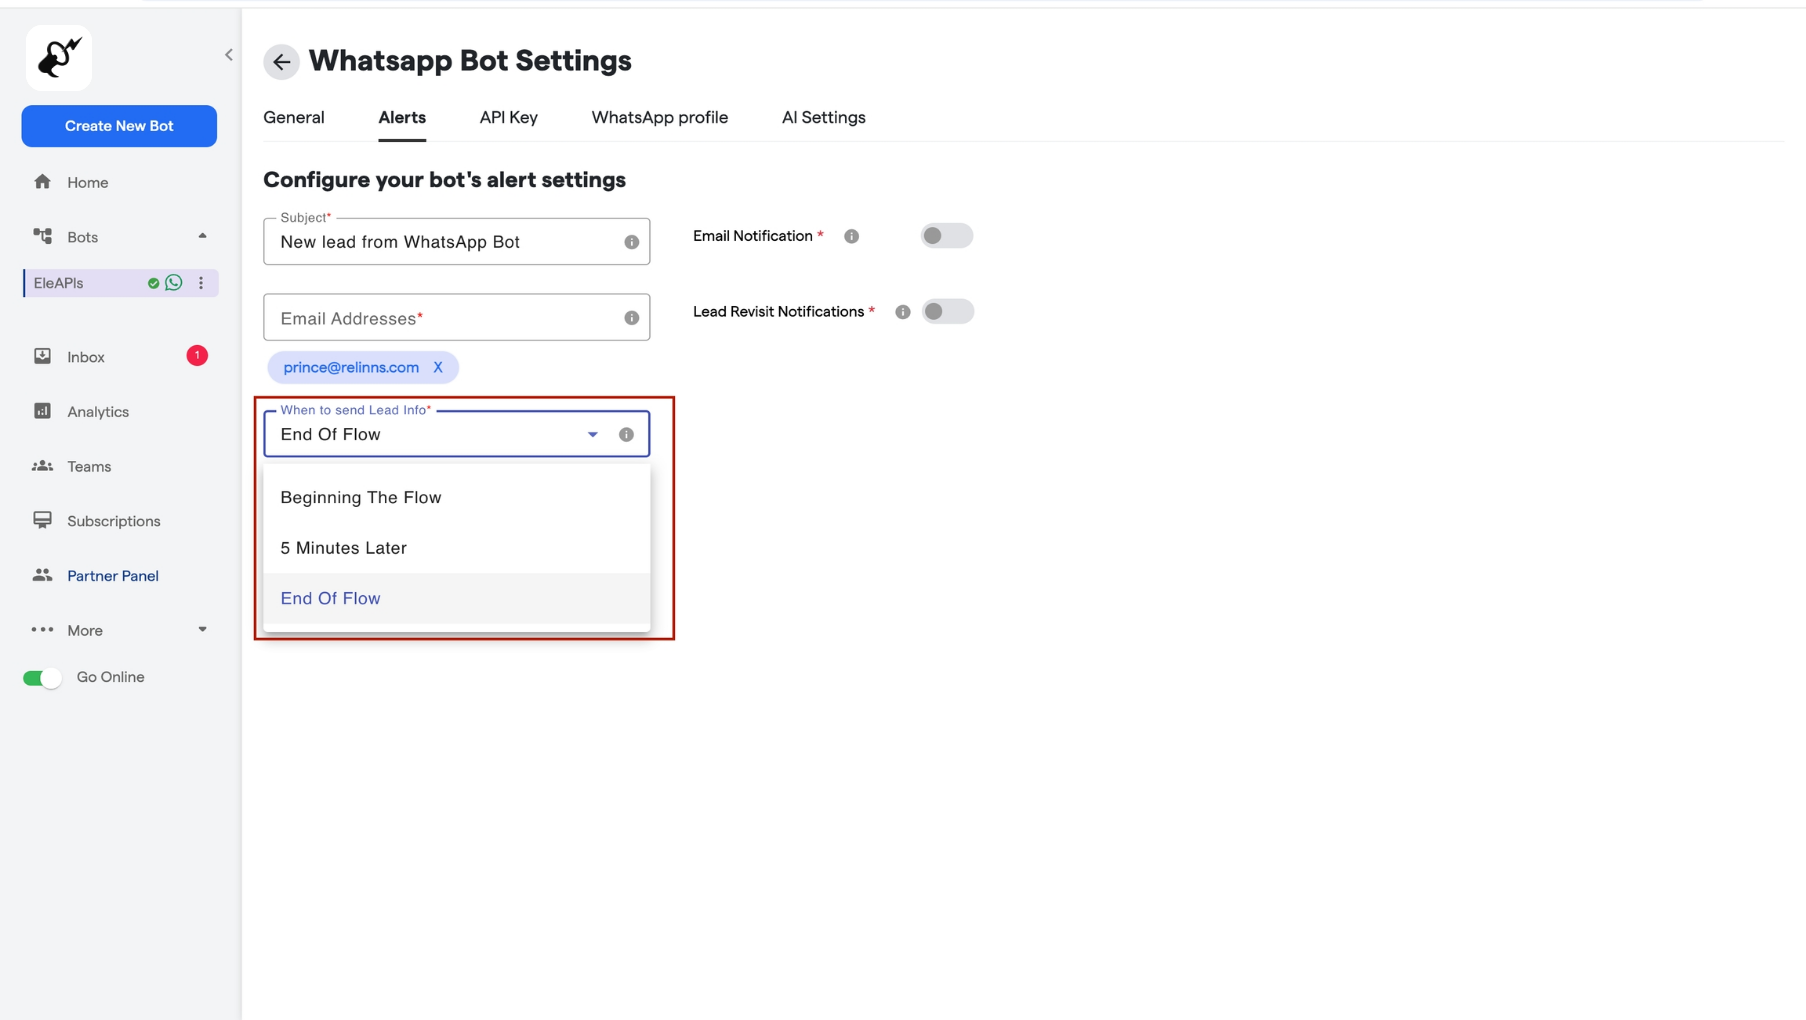 Whatsapp Bot Settings
Create New Bot
Home
Bots
EleAPIs
Inbox
1
Analytics
Teams
Subscriptions
Partner Panel
More
Go Online
General
Alerts
API Key
WhatsApp profile
AI Settings
Configure your bot's alert settings
Subject*
New lead from WhatsApp Bot
Email Notification *
Email Addresses*
Lead Revisit Notifications *
prince@relinns.com X
When to send Lead Info*
End Of Flow
Beginning The Flow
5 Minutes Later
End Of Flow